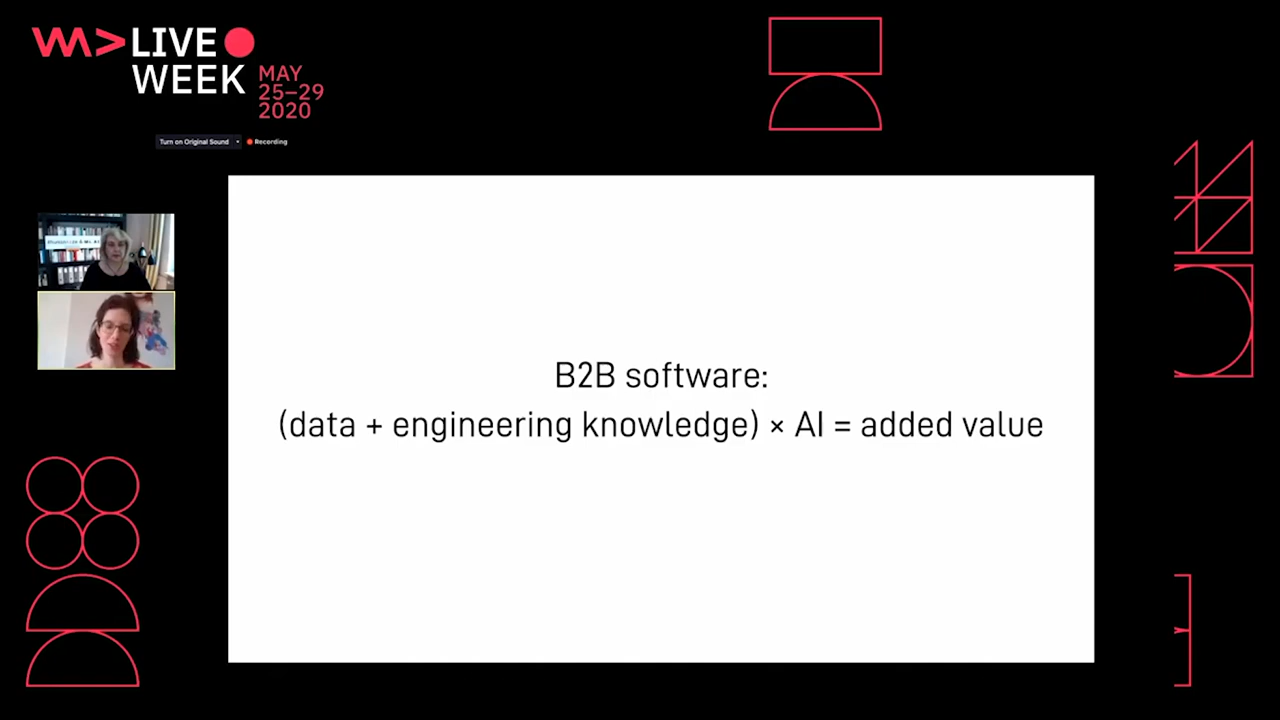 LIVE
WEEK
MAY
25–29
2020
Turn on Original Sound
Recording
B2B software:
(data + engineering knowledge) × AI = added value